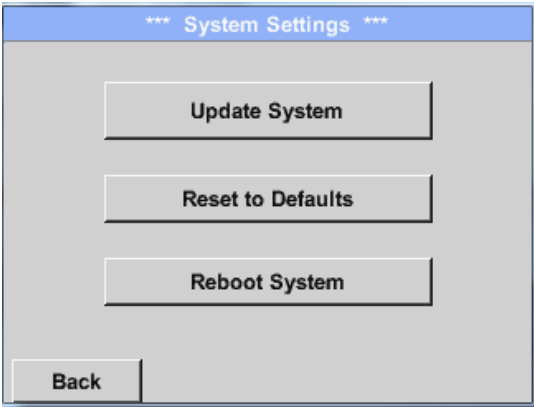 *** System Settings ***
Update System
Reset to Defaults
Reboot System
Back